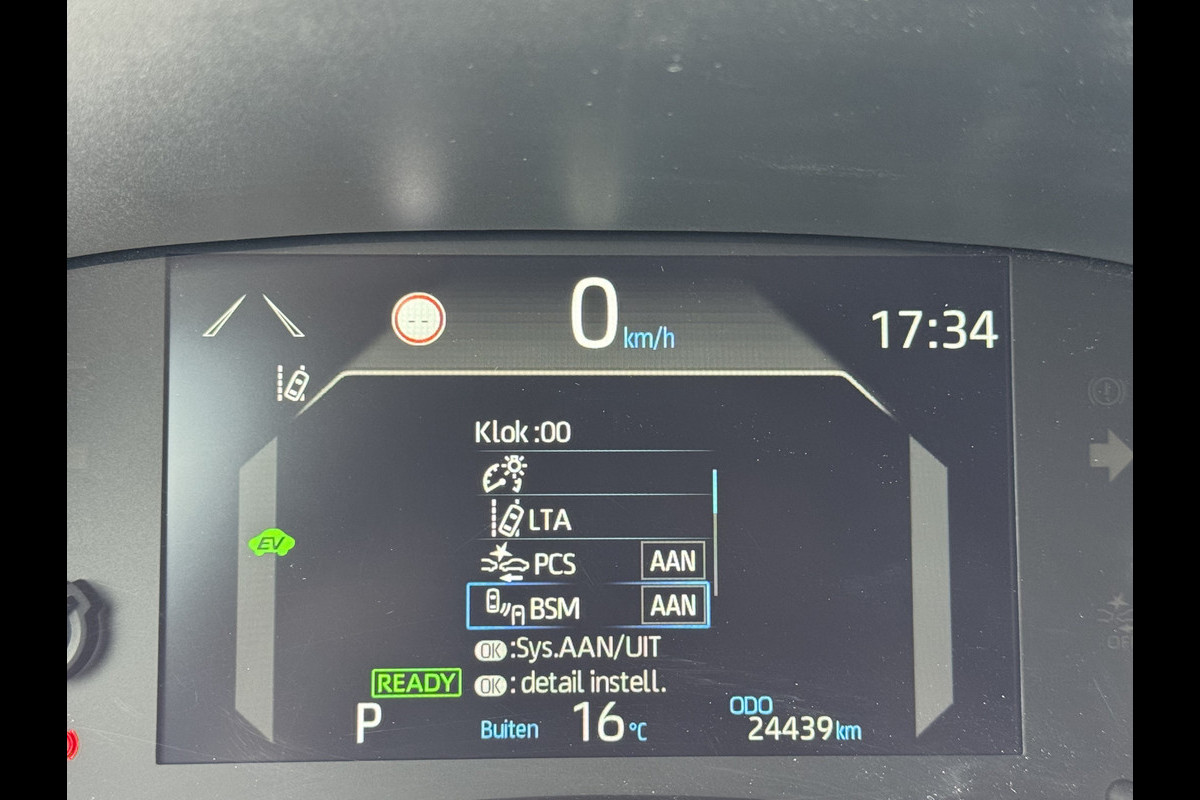 0 km/h
17:34
--
Klok :00
LTA
PCS AAN
BSM AAN
EV
OK :Sys.AAN/UIT
OK : detail instell.
READY
P
Buiten 16 °C
ODO
24439 km